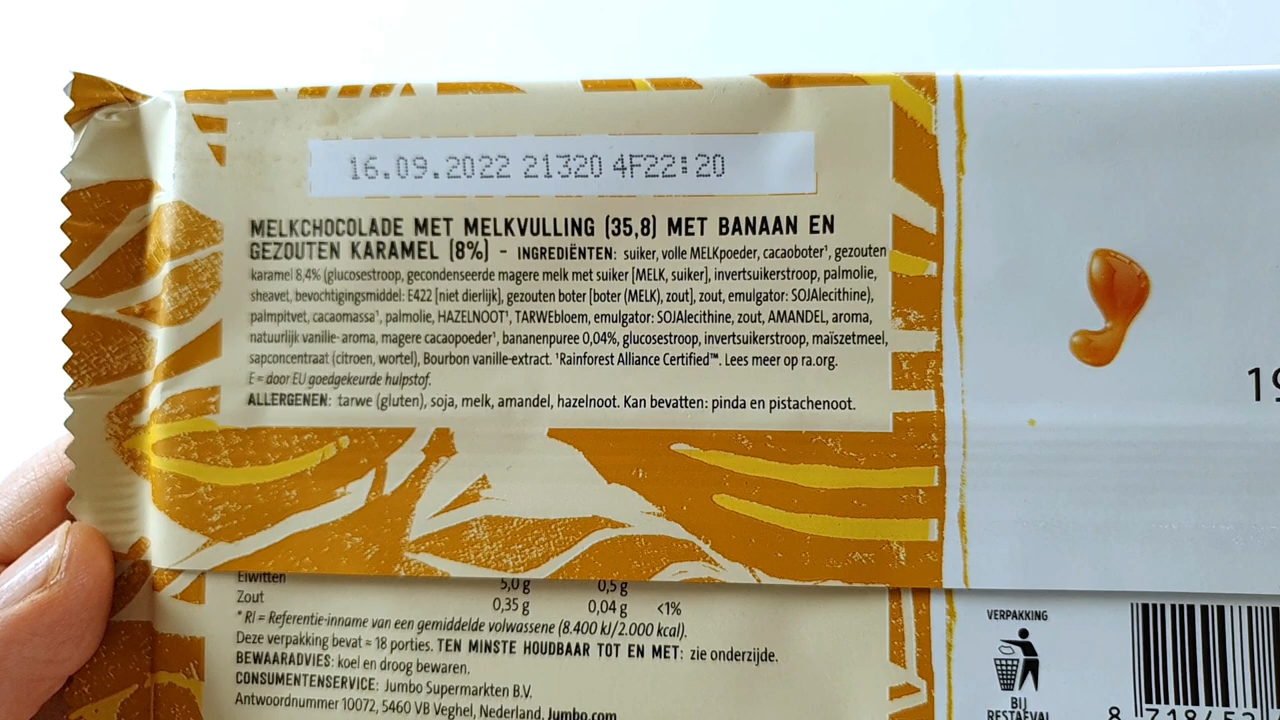 16.09.2022 21320 4F22:20
MELKCHOCOLADE MET MELKVULLING (35,8) MET BANAAN EN
GEZOUTEN KARAMEL (8%) - INGREDIËNTEN: suiker, volle MELKpoeder, cacaoboter¹, gezouten
karamel 8,4% (glucosestroop, gecondenseerde magere melk met suiker [MELK, suiker], invertsuikerstroop, palmolie,
sheavet, bevochtigingsmiddel: E422 [niet dierlijk], gezouten boter [boter (MELK), zout], zout, emulgator: SOJAlecithine),
palmpitvet, cacaomassa¹, palmolie, HAZELNOOT¹, TARWEbloem, emulgator: SOJAlecithine, zout, AMANDEL, aroma,
natuurlijk vanille-aroma, magere cacaopoeder¹, bananenpuree 0,04%, glucosestroop, invertsuikerstroop, maïszetmeel,
sapconcentraat (citroen, wortel), Bourbon vanille-extract. ¹Rainforest Alliance Certified™. Lees meer op ra.org.
E = door EU goedgekeurde hulpstof.
ALLERGENEN: tarwe (gluten), soja, melk, amandel, hazelnoot. Kan bevatten: pinda en pistachenoot.
19
Eiwitten 5,0 g 0,5 g
Zout 0,35 g 0,04 g <1%
* RI = Referentie-inname van een gemiddelde volwassene (8.400 kJ/2.000 kcal).
Deze verpakking bevat ≈ 18 porties. TEN MINSTE HOUDBAAR TOT EN MET: zie onderzijde.
BEWAARADVIES: koel en droog bewaren.
CONSUMENTENSERVICE: Jumbo Supermarkten B.V.
Antwoordnummer 10072, 5460 VB Veghel, Nederland, Jumbo.com
VERPAKKING
BIJ
RESTAFVAL
8 71845